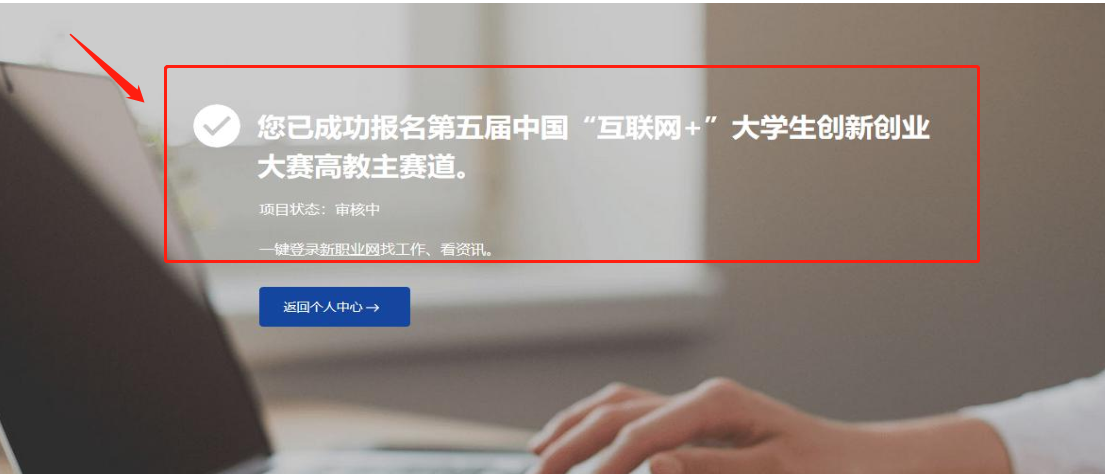 您已成功报名第五届中国“互联网+”大学生创新创业
大赛高教主赛道。
项目状态：审核中
一键登录新职业网找工作、看资讯。
返回个人中心→